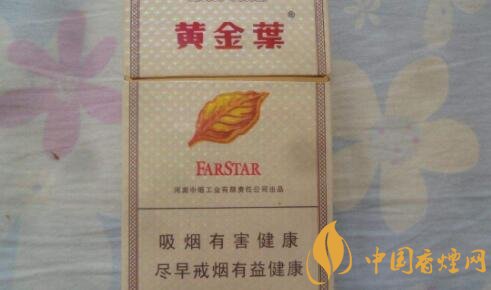 黄金葉®
FARSTAR
河南中烟工业有限责任公司出品
吸烟有害健康
尽早戒烟有益健康
中国香烟网